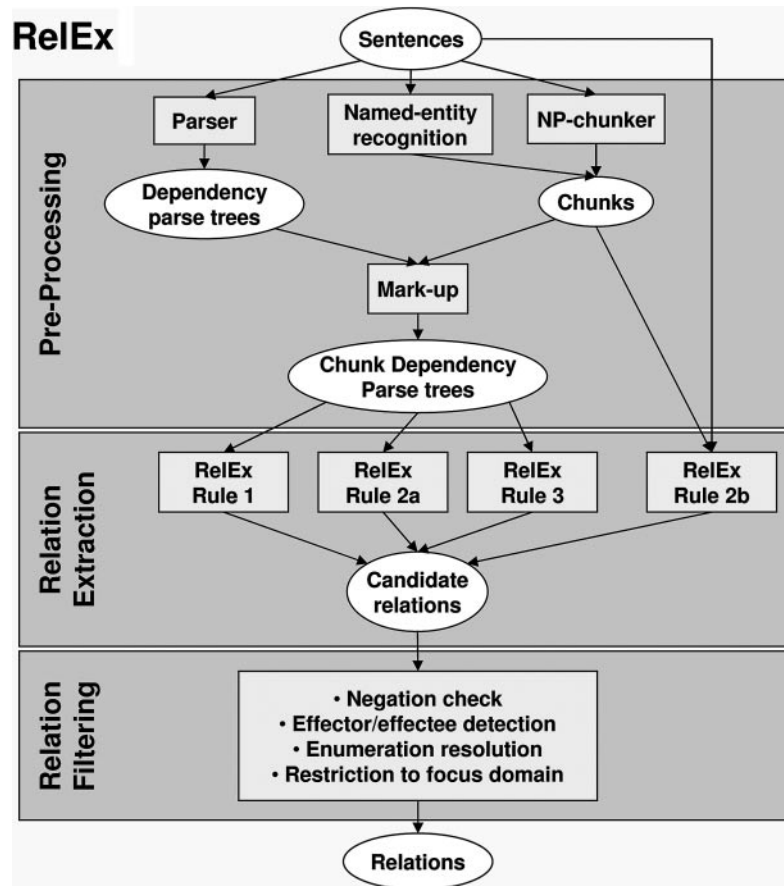 RelEx
Sentences
Pre-Processing
Parser
Named-entity
recognition
NP-chunker
Dependency
parse trees
Chunks
Mark-up
Chunk Dependency
Parse trees
Relation
Extraction
RelEx
Rule 1
RelEx
Rule 2a
RelEx
Rule 3
RelEx
Rule 2b
Candidate
relations
Relation
Filtering
• Negation check
• Effector/effectee detection
• Enumeration resolution
• Restriction to focus domain
Relations